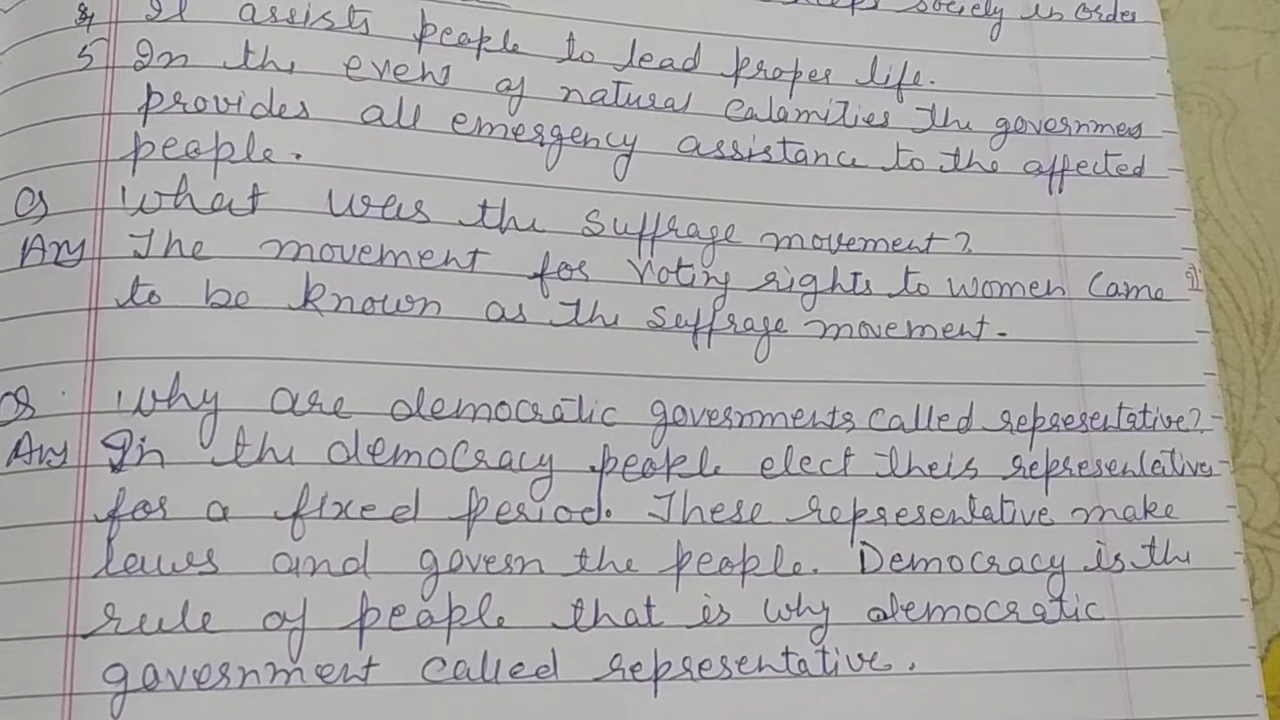 society in order
4 It assists people to lead proper life.
5 In the event of natural calamities the government
provides all emergency assistance to the affected
people.
Q What was the suffrage movement?
Ans The movement for voting rights to women came
to be known as the suffrage movement.
Q. Why are democratic governments called representative?
Ans In the democracy people elect their representative
for a fixed period. These representative make
laws and govern the people. Democracy is the
rule of people that is why democratic
government called representative.